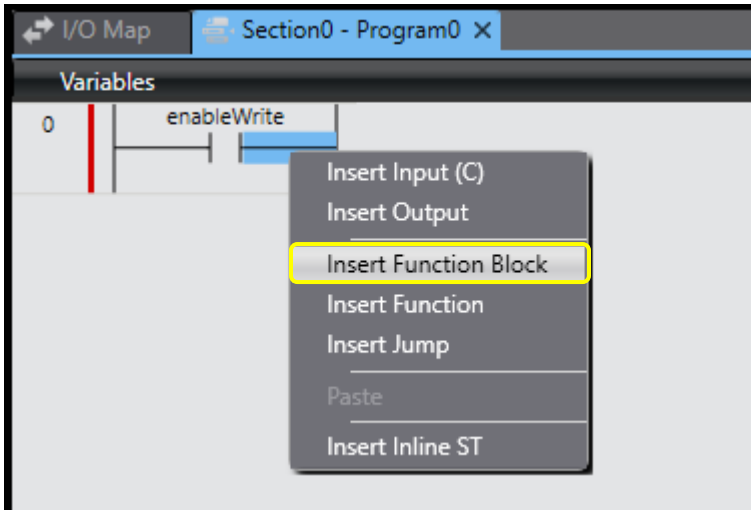 I/O Map
Section0 - Program0
Variables
0
enableWrite
Insert Input (C)
Insert Output
Insert Function Block
Insert Function
Insert Jump
Paste
Insert Inline ST